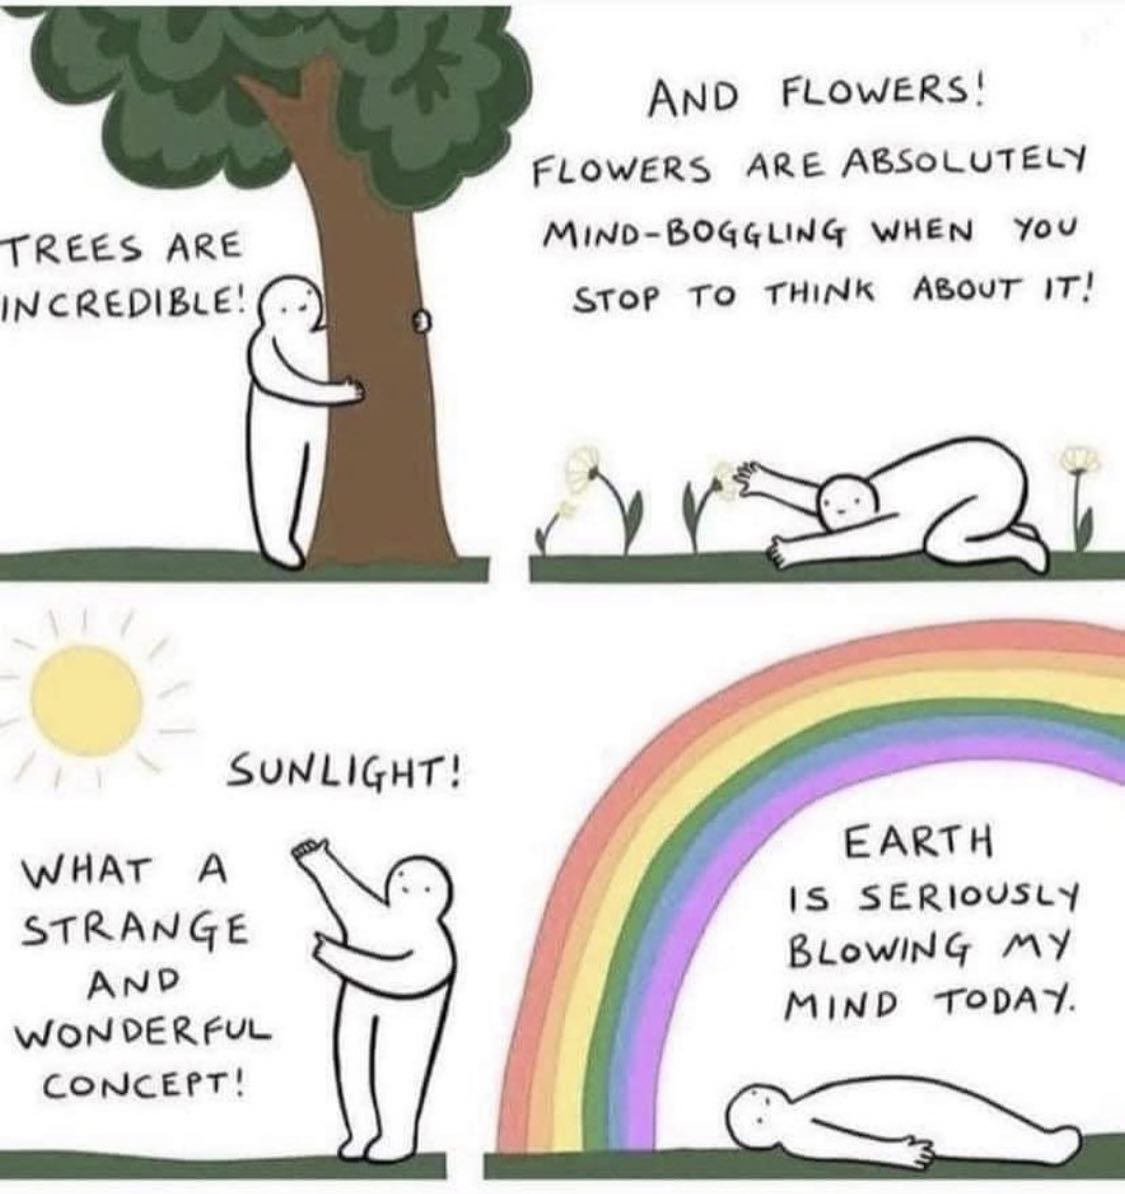 TREES ARE
INCREDIBLE!
AND FLOWERS!
FLOWERS ARE ABSOLUTELY
MIND-BOGGLING WHEN YOU
STOP TO THINK ABOUT IT!
SUNLIGHT!
WHAT A
STRANGE
AND
WONDERFUL
CONCEPT!
EARTH
IS SERIOUSLY
BLOWING MY
MIND TODAY.